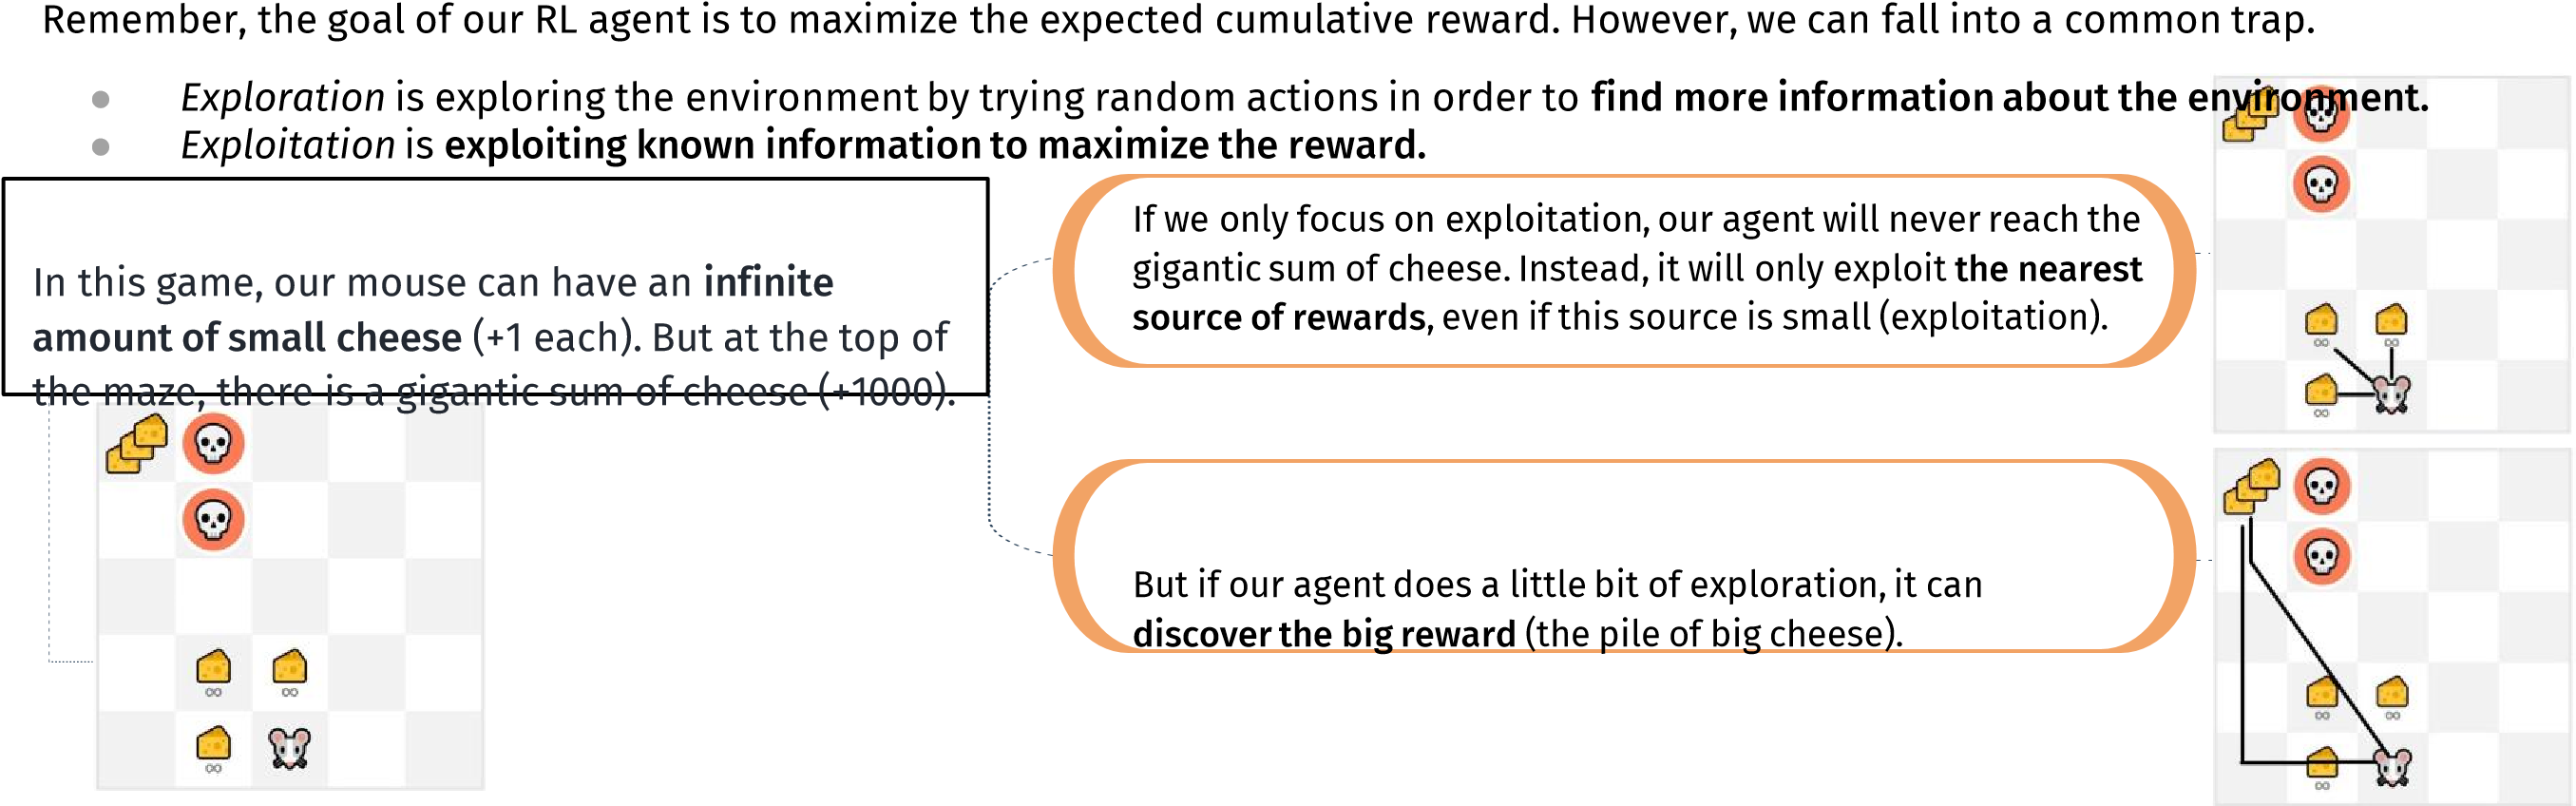 Remember, the goal of our RL agent is to maximize the expected cumulative reward. However, we can fall into a common trap.
● Exploration is exploring the environment by trying random actions in order to find more information about the environment.
● Exploitation is exploiting known information to maximize the reward.
In this game, our mouse can have an infinite
amount of small cheese (+1 each). But at the top of
the maze, there is a gigantic sum of cheese (+1000).
If we only focus on exploitation, our agent will never reach the
gigantic sum of cheese. Instead, it will only exploit the nearest
source of rewards, even if this source is small (exploitation).
But if our agent does a little bit of exploration, it can
discover the big reward (the pile of big cheese).
∞ ∞
∞
∞ ∞
∞
∞ ∞
∞